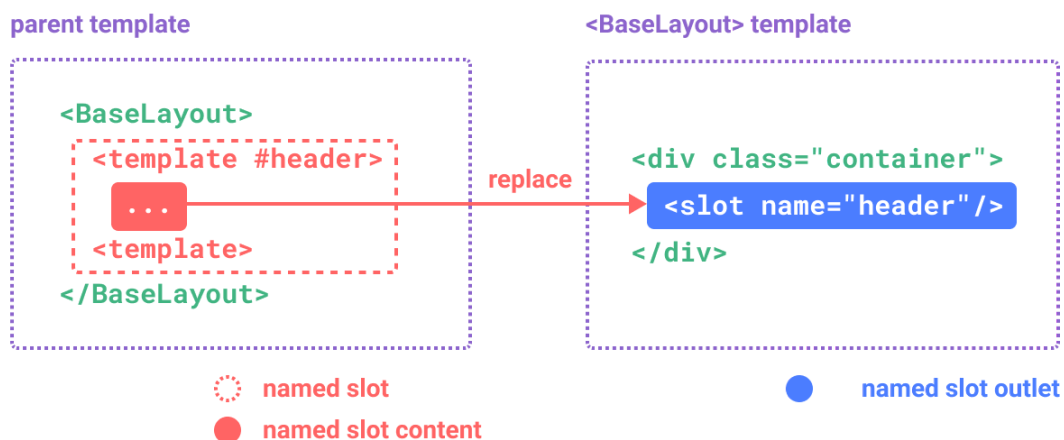 parent template
<BaseLayout> template
<BaseLayout>
<template #header>
...
<template>
</BaseLayout>
replace
<div class="container">
<slot name="header"/>
</div>
named slot
named slot content
named slot outlet